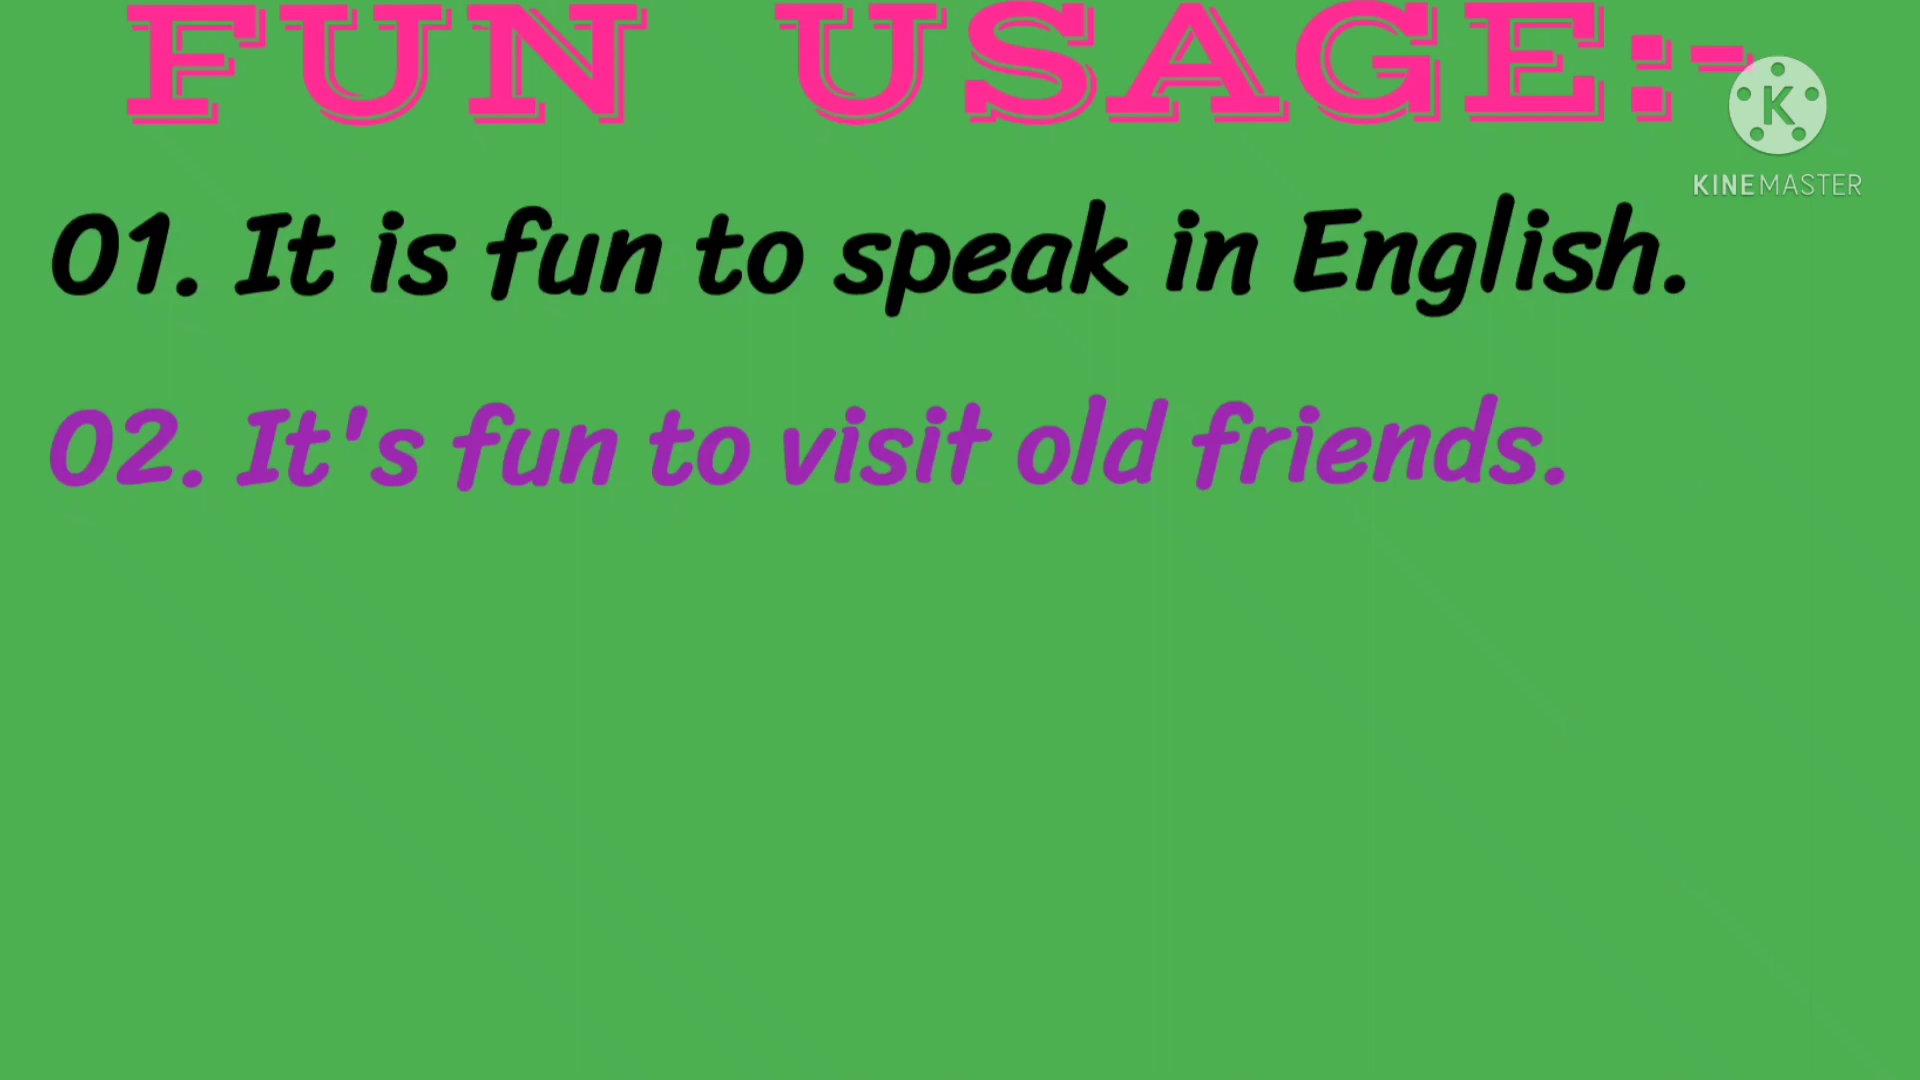 FUN USAGE:-
K
KINEMASTER
01. It is fun to speak in English.
02. It's fun to visit old friends.